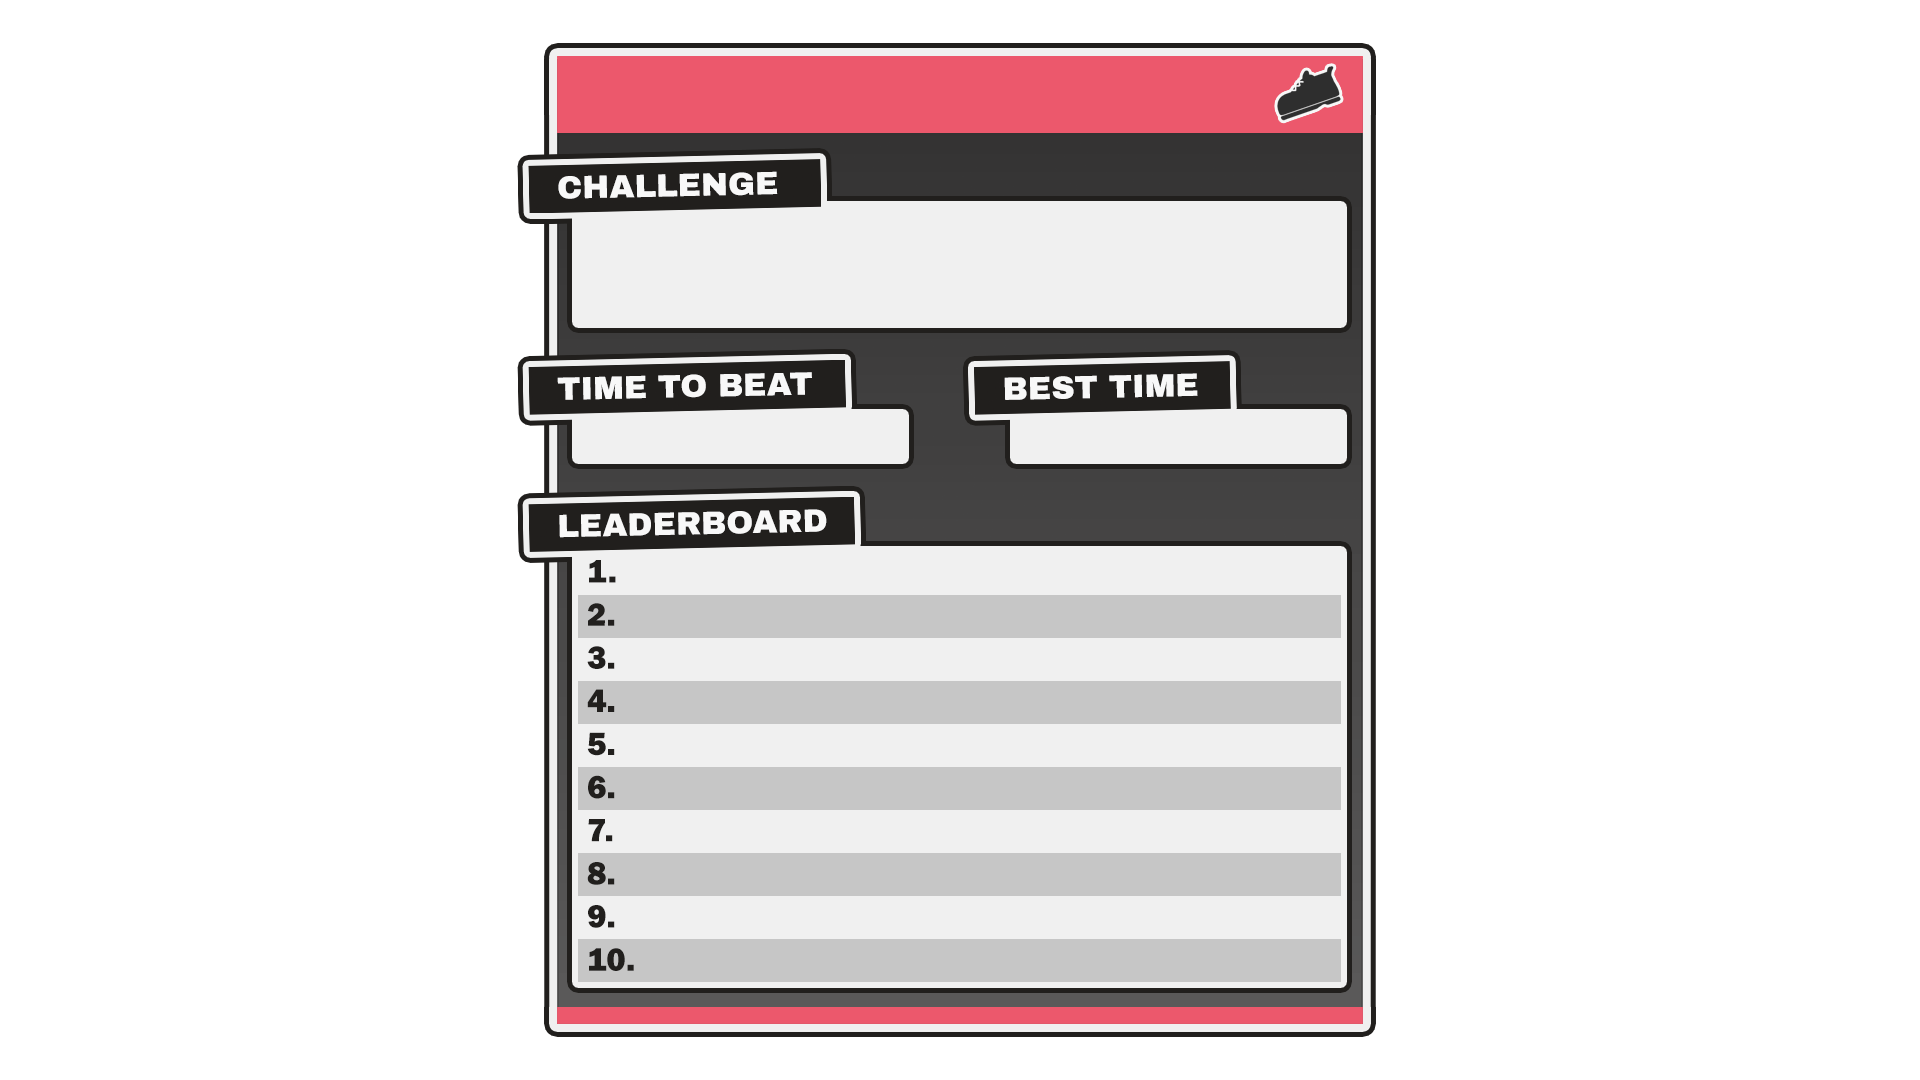 CHALLENGE
TIME TO BEAT
BEST TIME
LEADERBOARD
1.
2.
3.
4.
5.
6.
7.
8.
9.
10.